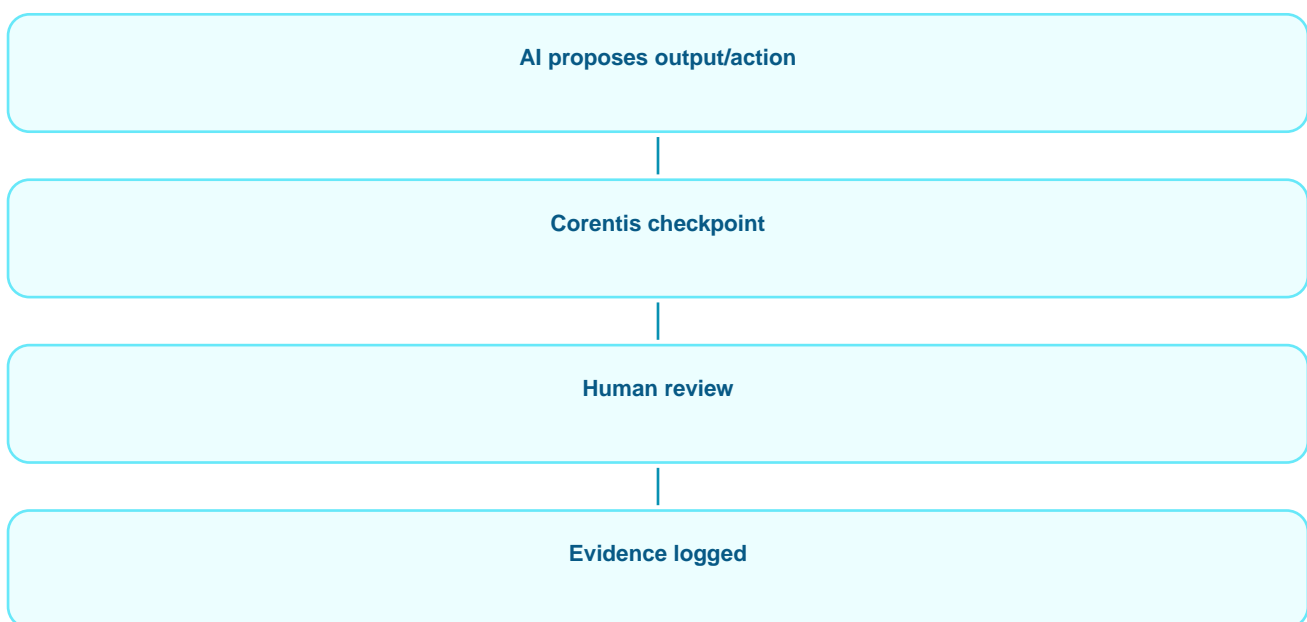 AI proposes output/action
Corentis checkpoint
Human review
Evidence logged